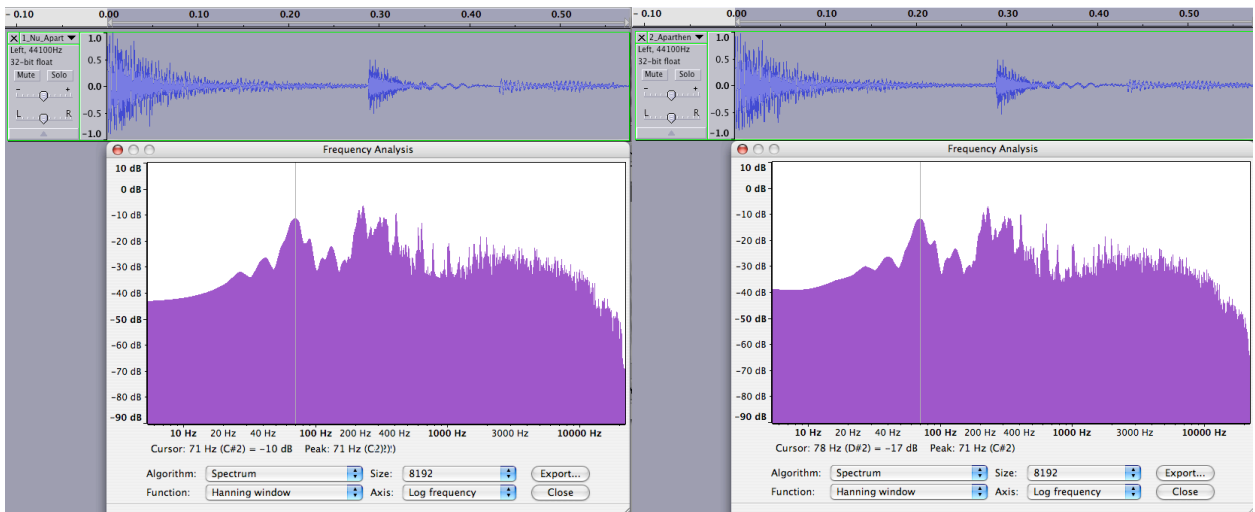 - 0.10 0.00 0.10 0.20 0.30 0.40 0.50
1_Nu_Apart
Left, 44100Hz
32-bit float
Mute Solo
- +
L R
1.0
0.5
0.0
-0.5
-1.0
Frequency Analysis
10 dB
0 dB
-10 dB
-20 dB
-30 dB
-40 dB
-50 dB
-60 dB
-70 dB
-80 dB
-90 dB
10 Hz 20 Hz 40 Hz 100 Hz 200 Hz 400 Hz 1000 Hz 3000 Hz 10000 Hz
Cursor: 71 Hz (C#2) = -10 dB Peak: 71 Hz
Algorithm: Spectrum Size: 8192 Export...
Function: Hanning window Axis: Log frequency Close
- 0.10 0.00 0.10 0.20 0.30 0.40 0.50
2_Aparthen
Left, 44100Hz
32-bit float
Mute Solo
- +
L R
1.0
0.5
0.0
-0.5
-1.0
Frequency Analysis
10 dB
0 dB
-10 dB
-20 dB
-30 dB
-40 dB
-50 dB
-60 dB
-70 dB
-80 dB
-90 dB
10 Hz 20 Hz 40 Hz 100 Hz 200 Hz 400 Hz 1000 Hz 3000 Hz 10000 Hz
Cursor: 78 Hz (D#2) = -17 dB Peak: 71 Hz (C#2)
Algorithm: Spectrum Size: 8192 Export...
Function: Hanning window Axis: Log frequency Close